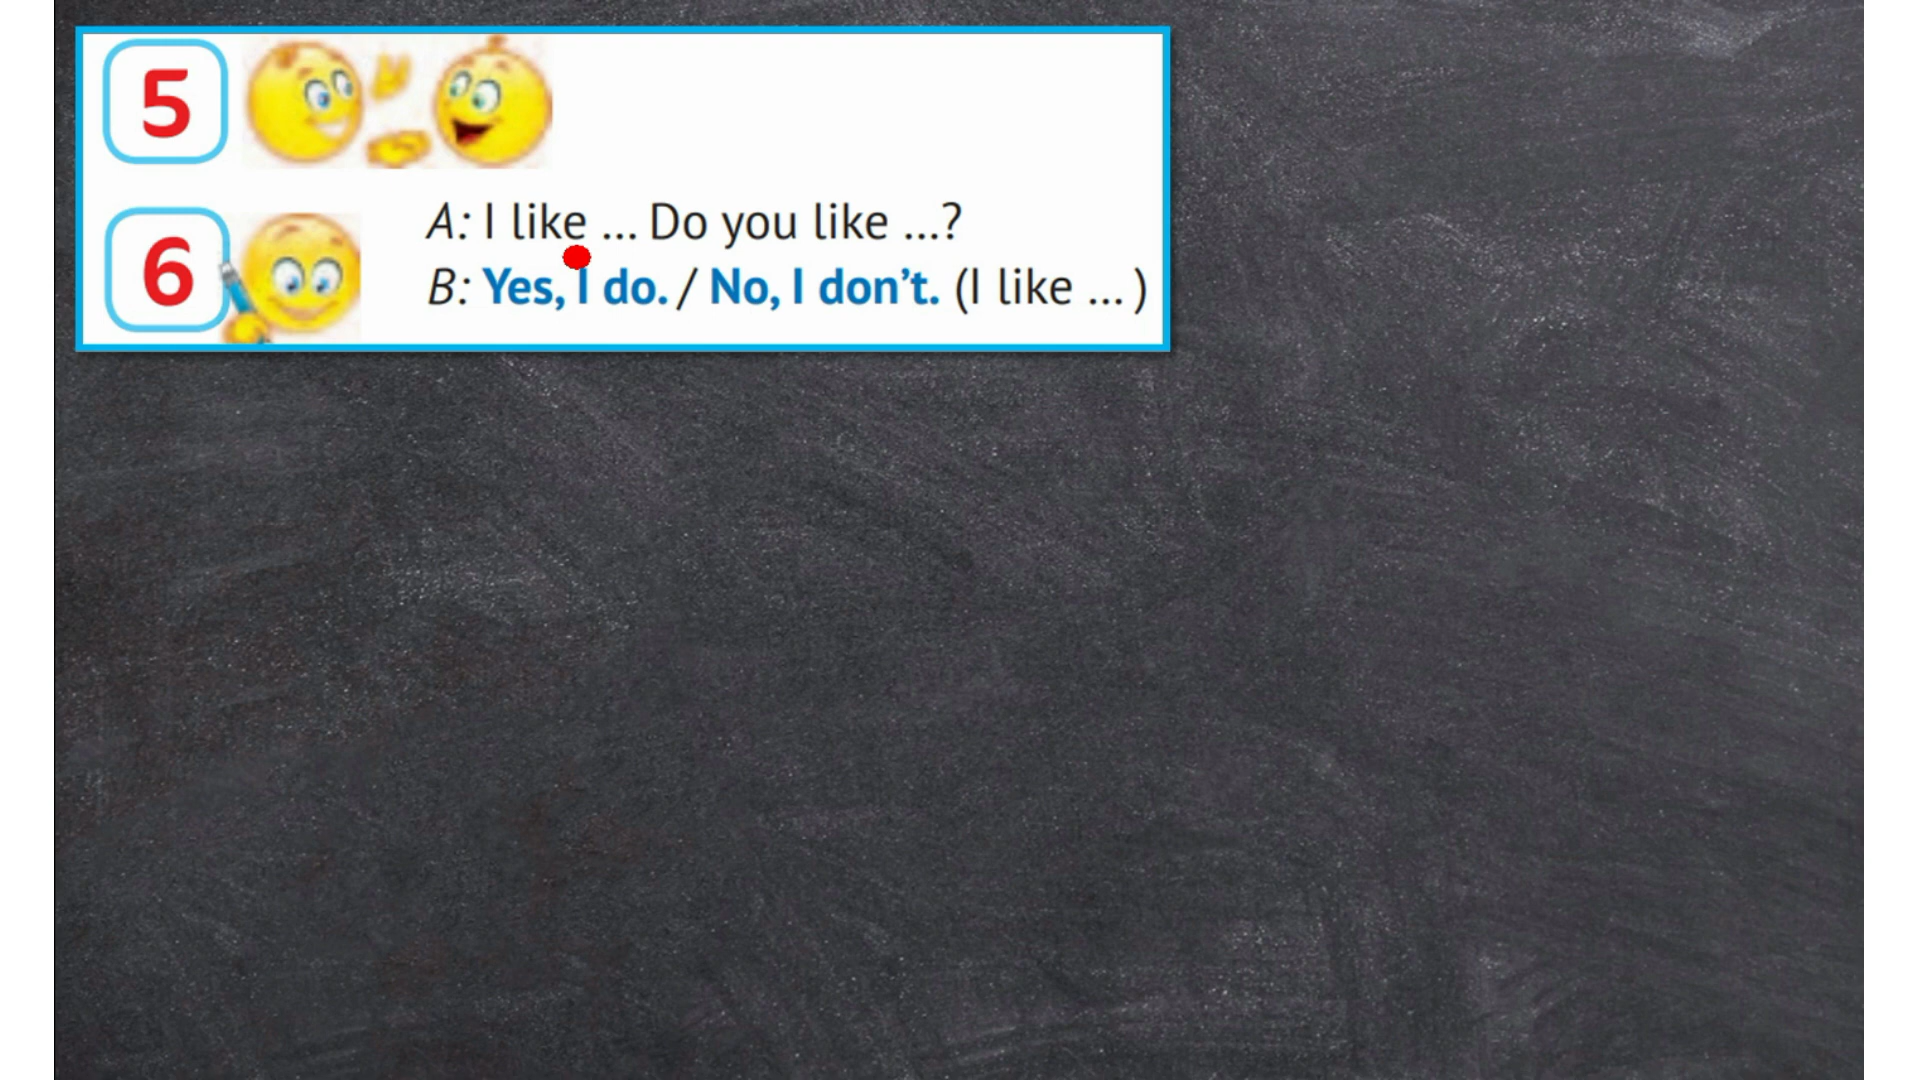 5
6
A: I like ... Do you like ...?
B: Yes, I do. / No, I don't. (I like ... )